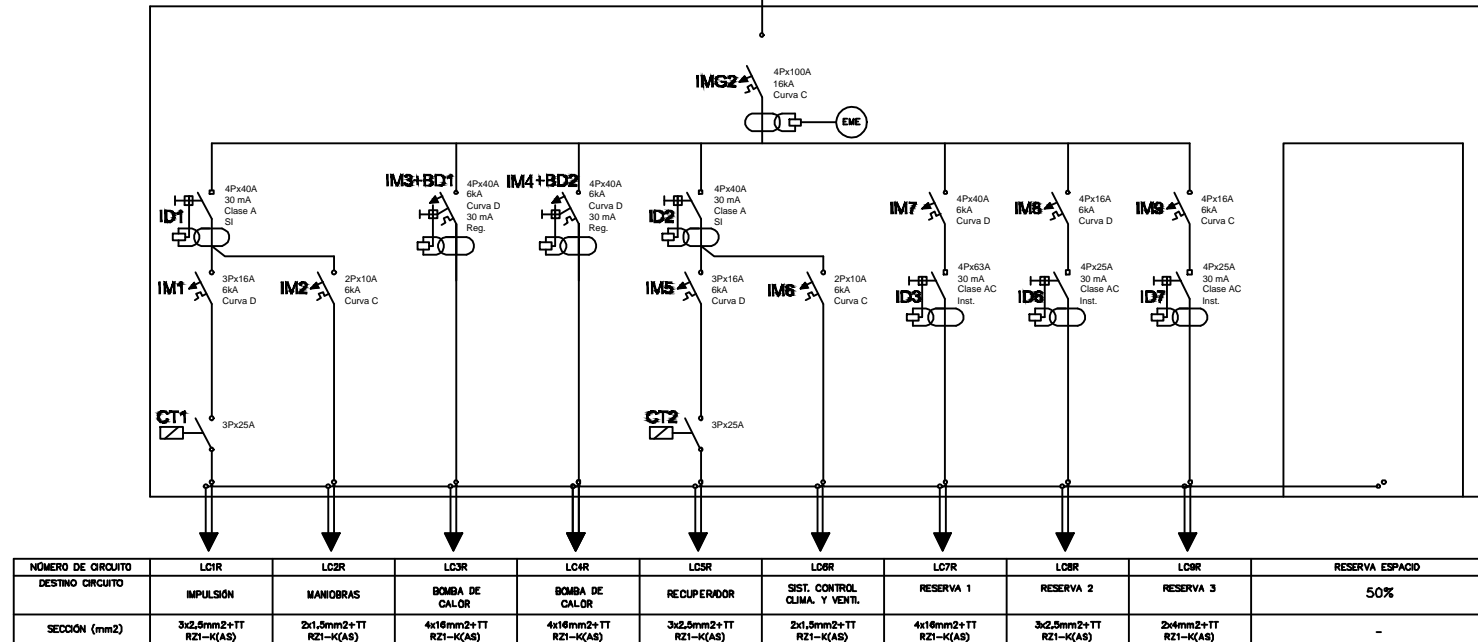 IMG2
4Px100A
16kA
Curva C
EME
ID1
4Px40A
30 mA
Clase A
SI
IM3+BD1
4Px40A
6kA
Curva D
30 mA
Reg.
IM4+BD2
4Px40A
6kA
Curva D
30 mA
Reg.
ID2
4Px40A
30 mA
Clase A
SI
IM7
4Px40A
6kA
Curva D
IM8
4Px16A
6kA
Curva D
IM9
4Px16A
6kA
Curva C
IM1
3Px16A
6kA
Curva D
IM2
2Px10A
6kA
Curva C
IM5
3Px16A
6kA
Curva D
IM6
2Px10A
6kA
Curva C
ID3
4Px63A
30 mA
Clase AC
Inst.
ID6
4Px25A
30 mA
Clase AC
Inst.
ID7
4Px25A
30 mA
Clase AC
Inst.
CT1
3Px25A
CT2
3Px25A
NÚMERO DE CIRCUITO LC1R LC2R LC3R LC4R LC5R LC6R LC7R LC8R LC9R RESERVA ESPACIO
DESTINO CIRCUITO
IMPULSIÓN
MANIOBRAS
BOMBA DE
CALOR
BOMBA DE
CALOR
RECUPERADOR
SIST. CONTROL
CLIMA. Y VENTI.
RESERVA 1
RESERVA 2
RESERVA 3
50%
SECCIÓN (mm2)
3x2,5mm2+TT
RZ1-K(AS)
2x1,5mm2+TT
RZ1-K(AS)
4x16mm2+TT
RZ1-K(AS)
4x16mm2+TT
RZ1-K(AS)
3x2,5mm2+TT
RZ1-K(AS)
2x1,5mm2+TT
RZ1-K(AS)
4x16mm2+TT
RZ1-K(AS)
3x2,5mm2+TT
RZ1-K(AS)
2x4mm2+TT
RZ1-K(AS)
-